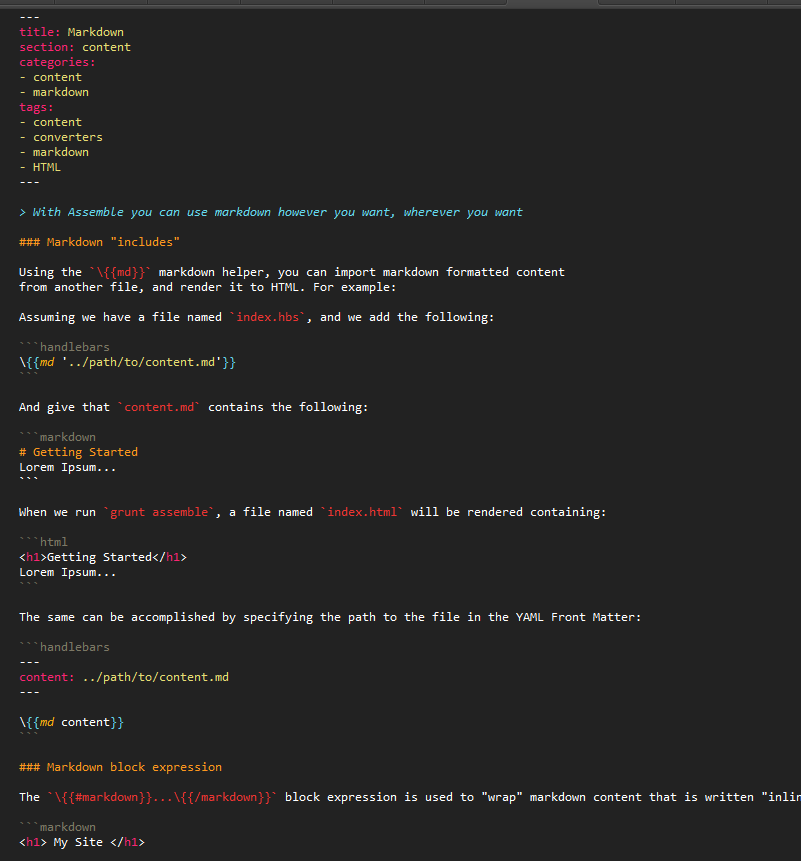 ---
title: Markdown
section: content
categories:
- content
- markdown
tags:
- content
- converters
- markdown
- HTML
---
> With Assemble you can use markdown however you want, wherever you want
### Markdown "includes"
Using the `\{{md}}` markdown helper, you can import markdown formatted content
from another file, and render it to HTML. For example:
Assuming we have a file named `index.hbs`, and we add the following:
```handlebars
\{{md '../path/to/content.md'}}
```
And give that `content.md` contains the following:
```markdown
# Getting Started
Lorem Ipsum...
```
When we run `grunt assemble`, a file named `index.html` will be rendered containing:
```html
<h1>Getting Started</h1>
Lorem Ipsum...
```
The same can be accomplished by specifying the path to the file in the YAML Front Matter:
```handlebars
---
content: ../path/to/content.md
---
\{{md content}}
```
### Markdown block expression
The `\{{#markdown}}...\{{/markdown}}` block expression is used to "wrap" markdown content that is written "inlin
```markdown
<h1> My Site </h1>